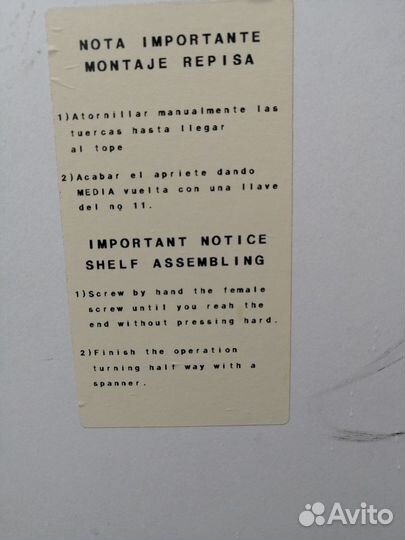 NOTA IMPORTANTE
MONTAJE REPISA
1)Atornillar manualmente las
tuercas hasta llegar
al tope
2)Acabar el apriete dando
MEDIA vuelta con una llave
del no 11.
IMPORTANT NOTICE
SHELF ASSEMBLING
1)Screw by hand the female
screw until you reah the
end without pressing hard.
2)Finish the operation
turning half way with a
spanner.
Avito